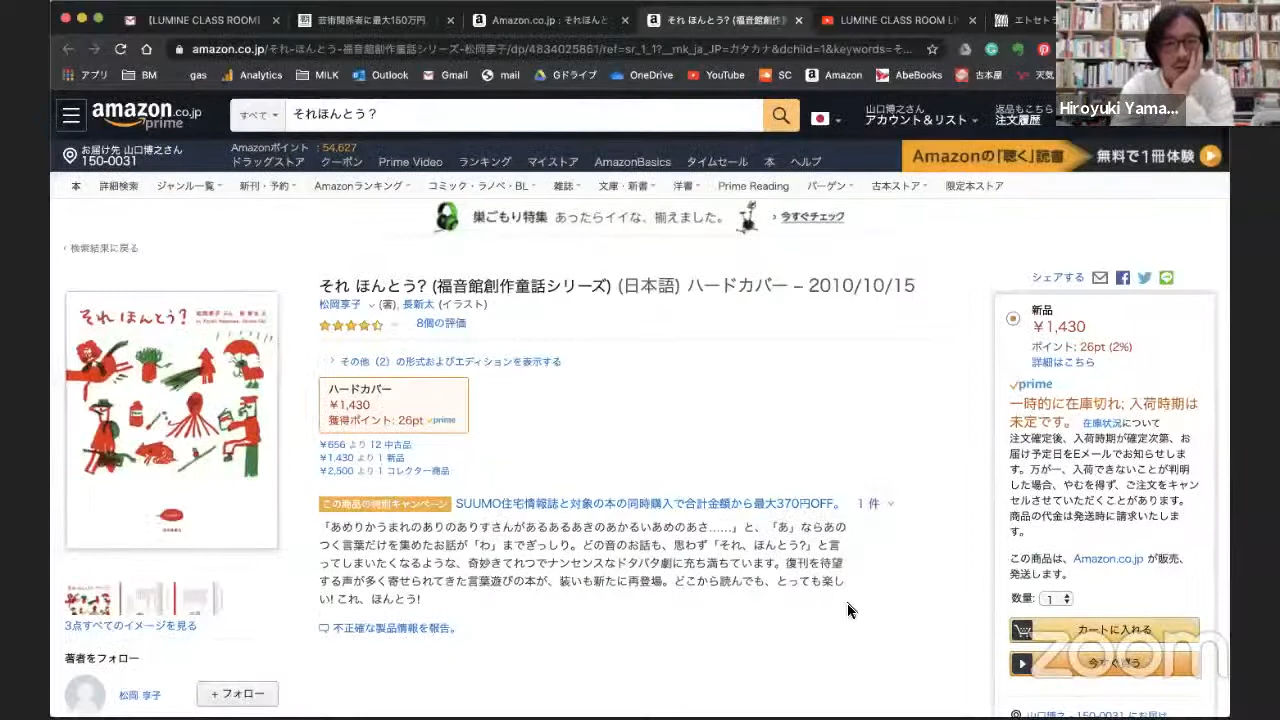 [LUMINE CLASS ROOM]
芸術関係者に最大150万円
Amazon.co.jp : それほんと
それ ほんとう? (福音館創作
LUMINE CLASS ROOM LI
エトセトラ
amazon.co.jp/それ-ほんとう-福音館創作童話シリーズ-松岡享子/dp/4834025861/ref=sr_1_1?__mk_ja_JP=カタカナ&dchild=1&keywords=そ...
アプリ BM gas Analytics MILK Outlook Gmail mail Gドライブ OneDrive YouTube SC Amazon AbeBooks 古本屋 天気
Hiroyuki Yama...
amazon.co.jp
prime
すべて
それほんとう？
山口博之さん
アカウント&リスト
返品もこちら
注文履歴
お届け先 山口博之さん
150-0031
Amazonポイント : 54,627
ドラッグストア クーポン Prime Video ランキング マイストア AmazonBasics タイムセール 本 ヘルプ
Amazonの「聴く」読書 無料で1冊体験
本 詳細検索 ジャンル一覧 新刊・予約 Amazonランキング コミック・ラノベ・BL 雑誌 文庫・新書 洋書 Prime Reading バーゲン 古本ストア 限定本ストア
巣ごもり特集 あったらイイな、揃えました。 › 今すぐチェック
‹ 検索結果に戻る
それ ほんとう? (福音館創作童話シリーズ) (日本語) ハードカバー – 2010/10/15
松岡享子 (著), 長新太 (イラスト)
8個の評価
その他（2）の形式およびエディションを表示する
ハードカバー
￥1,430
獲得ポイント: 26pt prime
￥656 より 12 中古品
￥1,430 より 1 新品
￥2,500 より 1 コレクター商品
この商品の特別キャンペーン SUUMO住宅情報誌と対象の本の同時購入で合計金額から最大370円OFF。 1 件
「あめりかうまれのありのありすさんがあるあるあきのあかるいあめのあさ……」と、「あ」ならあの
つく言葉だけを集めたお話が「わ」までぎっしり。どの音のお話も、思わず「それ、ほんとう?」と言
ってしまいたくなるような、奇妙きてれつでナンセンスなドタバタ劇に充ち満ちています。復刊を待望
する声が多く寄せられてきた言葉遊びの本が、装いも新たに再登場。どこから読んでも、とっても楽し
い! これ、ほんとう!
不正確な製品情報を報告。
それほんとう?
3点すべてのイメージを見る
著者をフォロー
松岡 享子
+ フォロー
シェアする
新品
￥1,430
ポイント: 26pt (2%)
詳細はこちら
prime
一時的に在庫切れ; 入荷時期は
未定です。 在庫状況について
注文確定後、入荷時期が確定次第、お
届け予定日をEメールでお知らせしま
す。万が一、入荷できないことが判明
した場合、やむを得ず、ご注文をキャン
セルさせていただくことがあります。
商品の代金は発送時に請求いたしま
す。
この商品は、Amazon.co.jp が販売、
発送します。
数量: 1
カートに入れる
今すぐ買う
zoom
山口博之 - 150-0031 にお届け